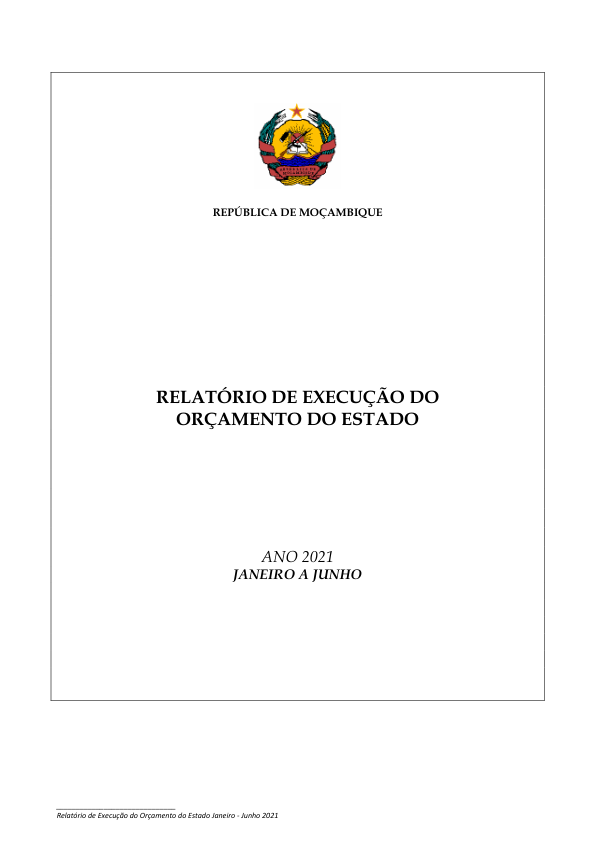 REPÚBLICA DE MOÇAMBIQUE
RELATÓRIO DE EXECUÇÃO DO
ORÇAMENTO DO ESTADO
ANO 2021
JANEIRO A JUNHO
Relatório de Execução do Orçamento do Estado Janeiro - Junho 2021